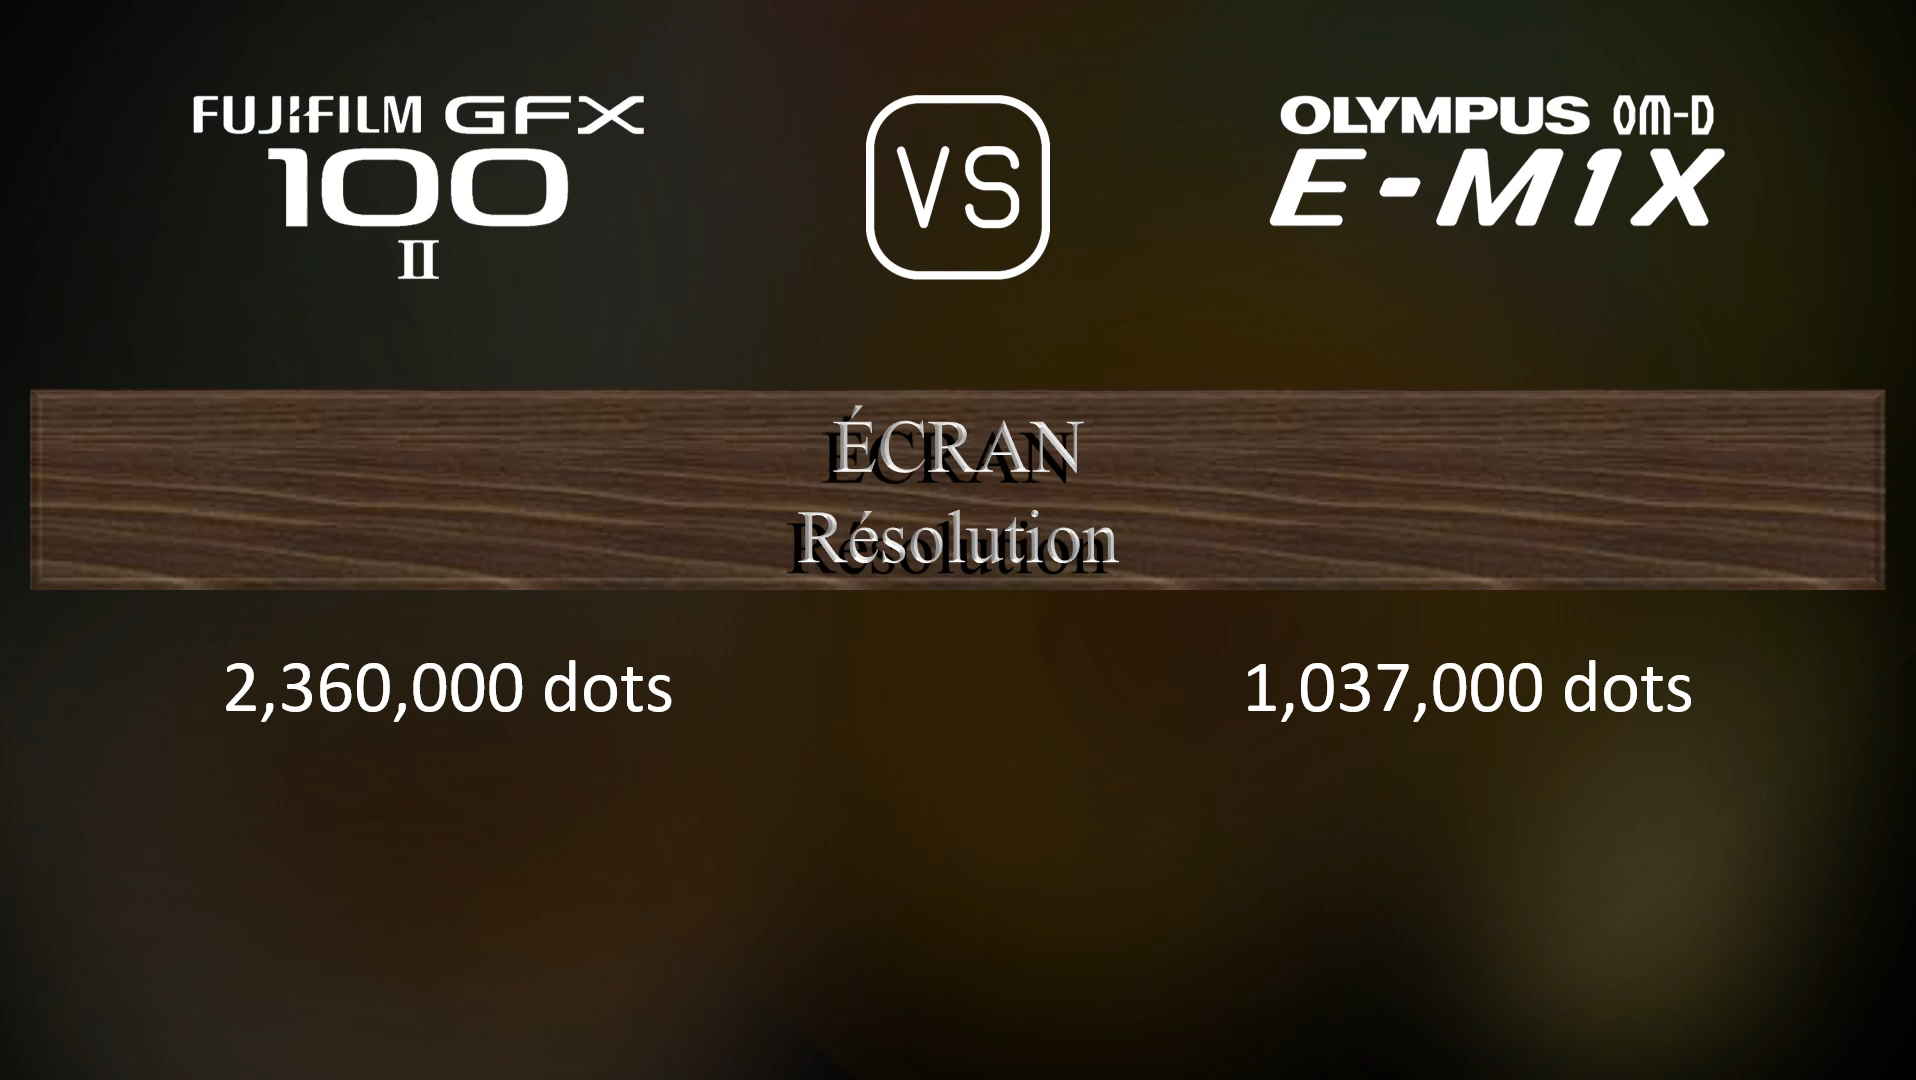 FUJIFILM GFX
100
II
VS
OLYMPUS OM-D
E-M1X
ÉCRAN
Résolution
2,360,000 dots
1,037,000 dots